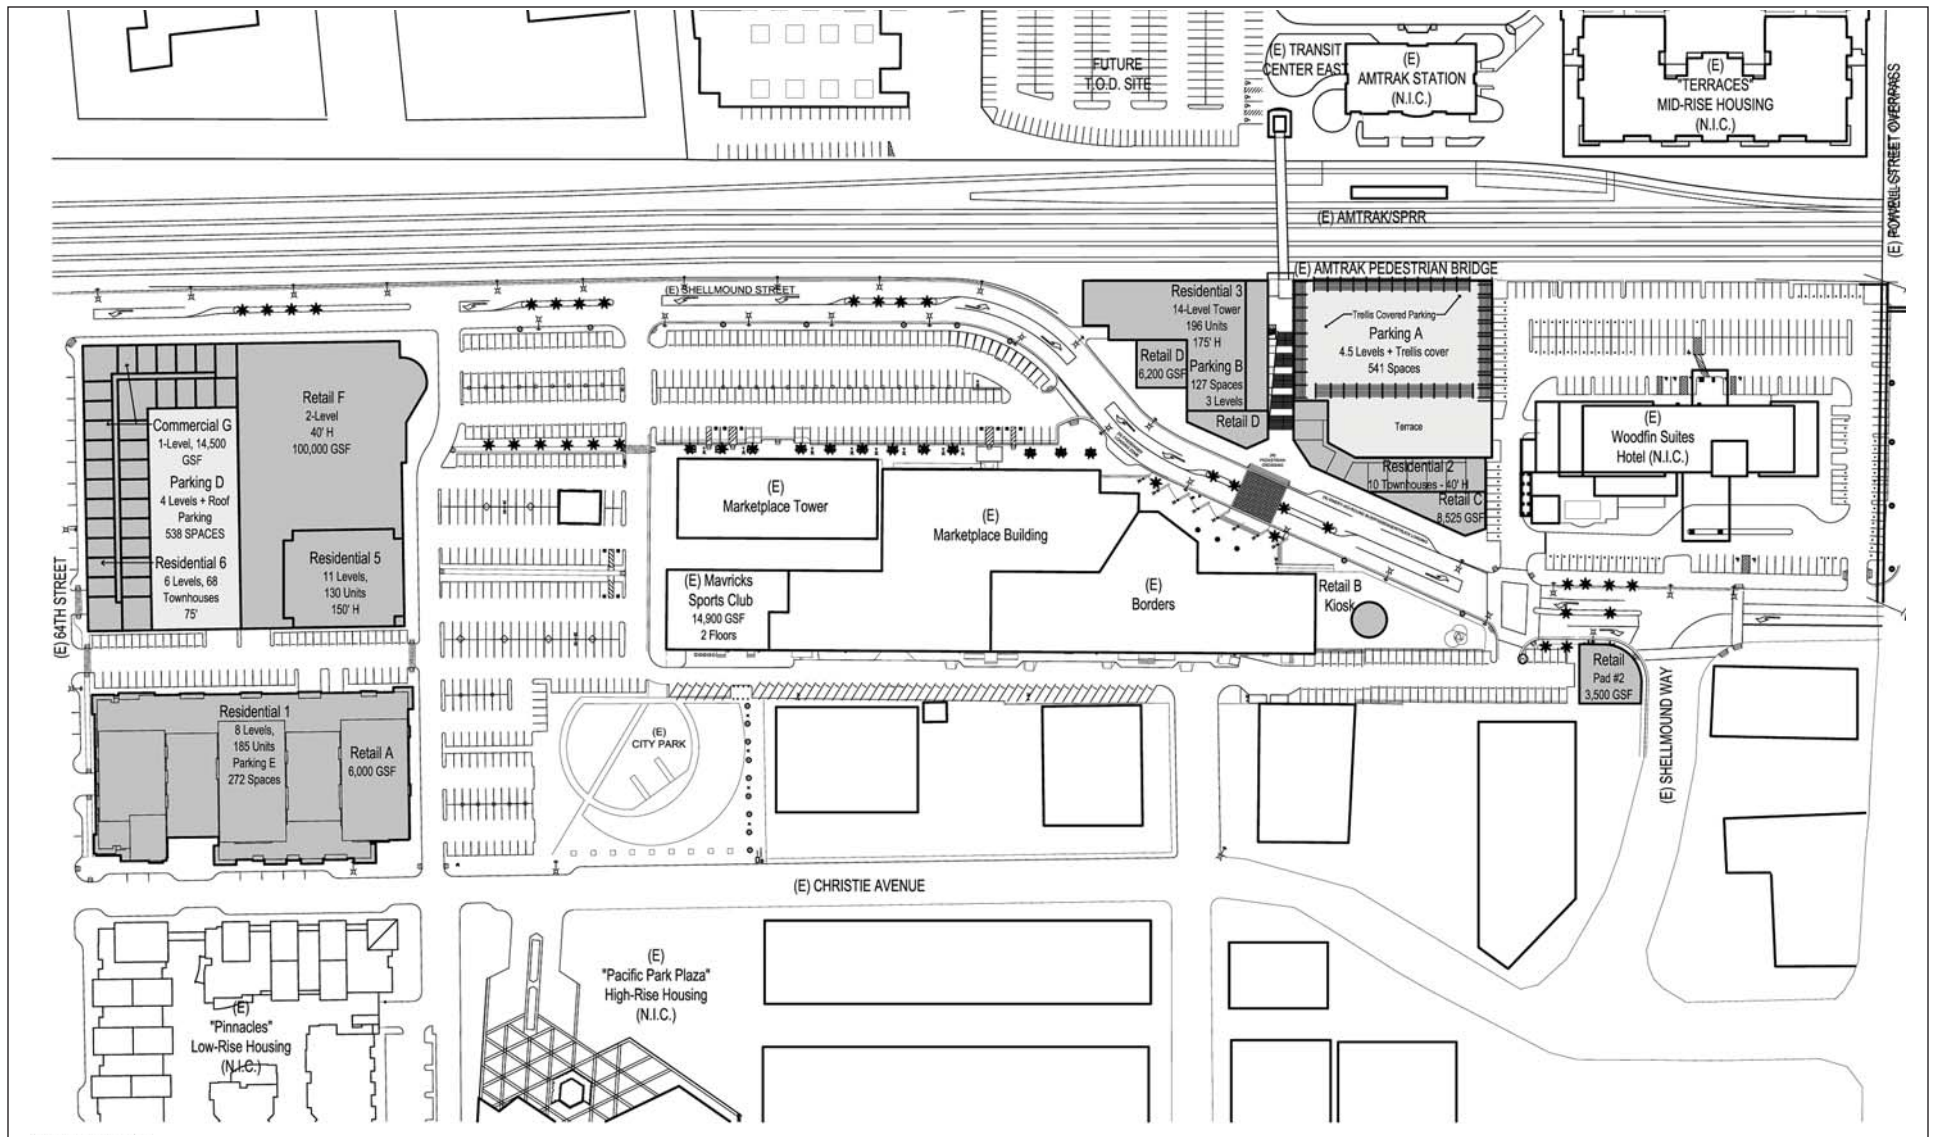 FUTURE
T.O.D. SITE
(E) TRANSIT
CENTER EAST
(E)
AMTRAK STATION
(N.I.C.)
(E)
"TERRACES"
MID-RISE HOUSING
(N.I.C.)
(E) POWELL STREET OVERPASS
(E) AMTRAK/SPRR
(E) AMTRAK PEDESTRIAN BRIDGE
(E) SHELLMOUND STREET
Residential 3
14-Level Tower
196 Units
175' H
Retail D
6,200 GSF
Parking B
127 Spaces
3 Levels
Retail D
Trellis Covered Parking
Parking A
4.5 Levels + Trellis cover
541 Spaces
Terrace
Residential 2
10 Townhouses - 40' H
Retail C
8,525 GSF
(E)
Woodfin Suites
Hotel (N.I.C.)
Retail F
2-Level
40' H
100,000 GSF
Commercial G
1-Level, 14,500
GSF
Parking D
4 Levels + Roof
Parking
538 SPACES
Residential 6
6 Levels, 68
Townhouses
75'
Residential 5
11 Levels,
130 Units
150' H
(E) 64TH STREET
(E)
Marketplace Tower
(E)
Marketplace Building
(E) Mavricks
Sports Club
14,900 GSF
2 Floors
(E)
Borders
Retail B
Kiosk
Retail
Pad #2
3,500 GSF
(E) SHELLMOUND WAY
Residential 1
8 Levels,
185 Units
Parking E
272 Spaces
Retail A
6,000 GSF
(E)
CITY PARK
(E) CHRISTIE AVENUE
(E)
"Pacific Park Plaza"
High-Rise Housing
(N.I.C.)
(E)
"Pinnacles"
Low-Rise Housing
(N.I.C.)